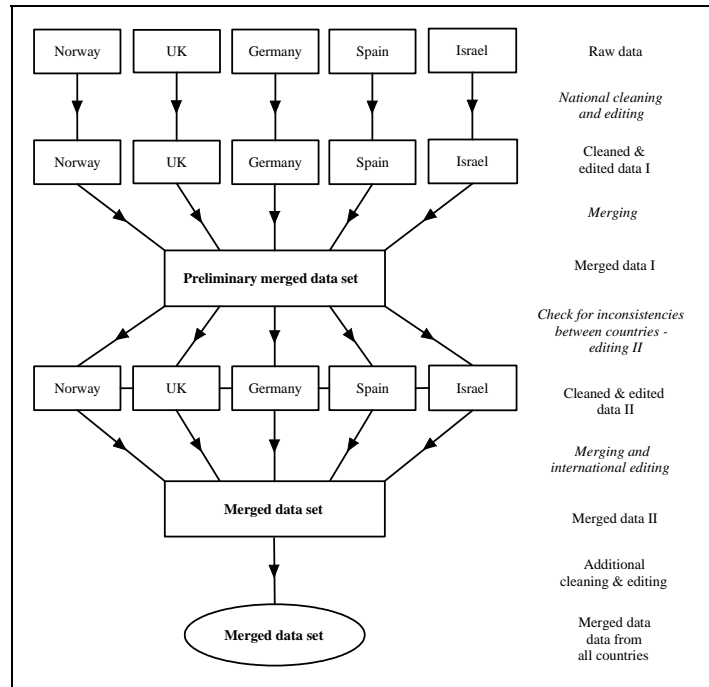 Norway UK Germany Spain Israel Raw data
National cleaning
and editing
Norway UK Germany Spain Israel Cleaned &
edited data I
Merging
Preliminary merged data set Merged data I
Check for inconsistencies
between countries -
editing II
Norway UK Germany Spain Israel Cleaned & edited
data II
Merging and
international editing
Merged data set Merged data II
Additional
cleaning & editing
Merged data set Merged data
data from
all countries